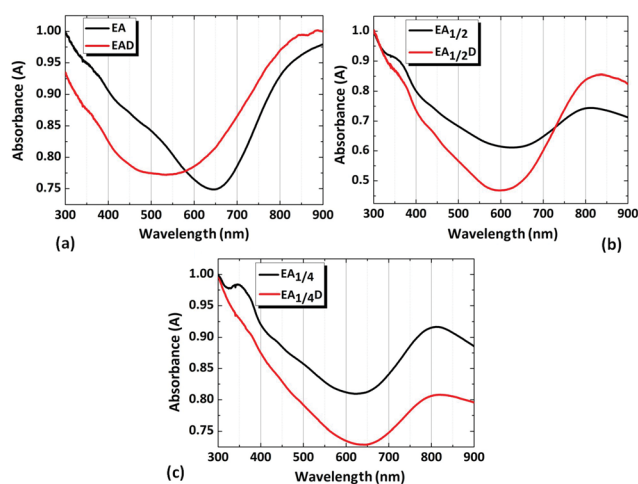 EA
EAD
Absorbance (A)
1.00
0.95
0.90
0.85
0.80
0.75
300 400 500 600 700 800 900
Wavelength (nm)
(a)
EA1/2
EA1/2D
Absorbance (A)
1.0
0.9
0.8
0.7
0.6
0.5
300 400 500 600 700 800 900
Wavelength (nm)
(b)
EA1/4
EA1/4D
Absorbance (A)
1.00
0.95
0.90
0.85
0.80
0.75
300 400 500 600 700 800 900
Wavelength (nm)
(c)